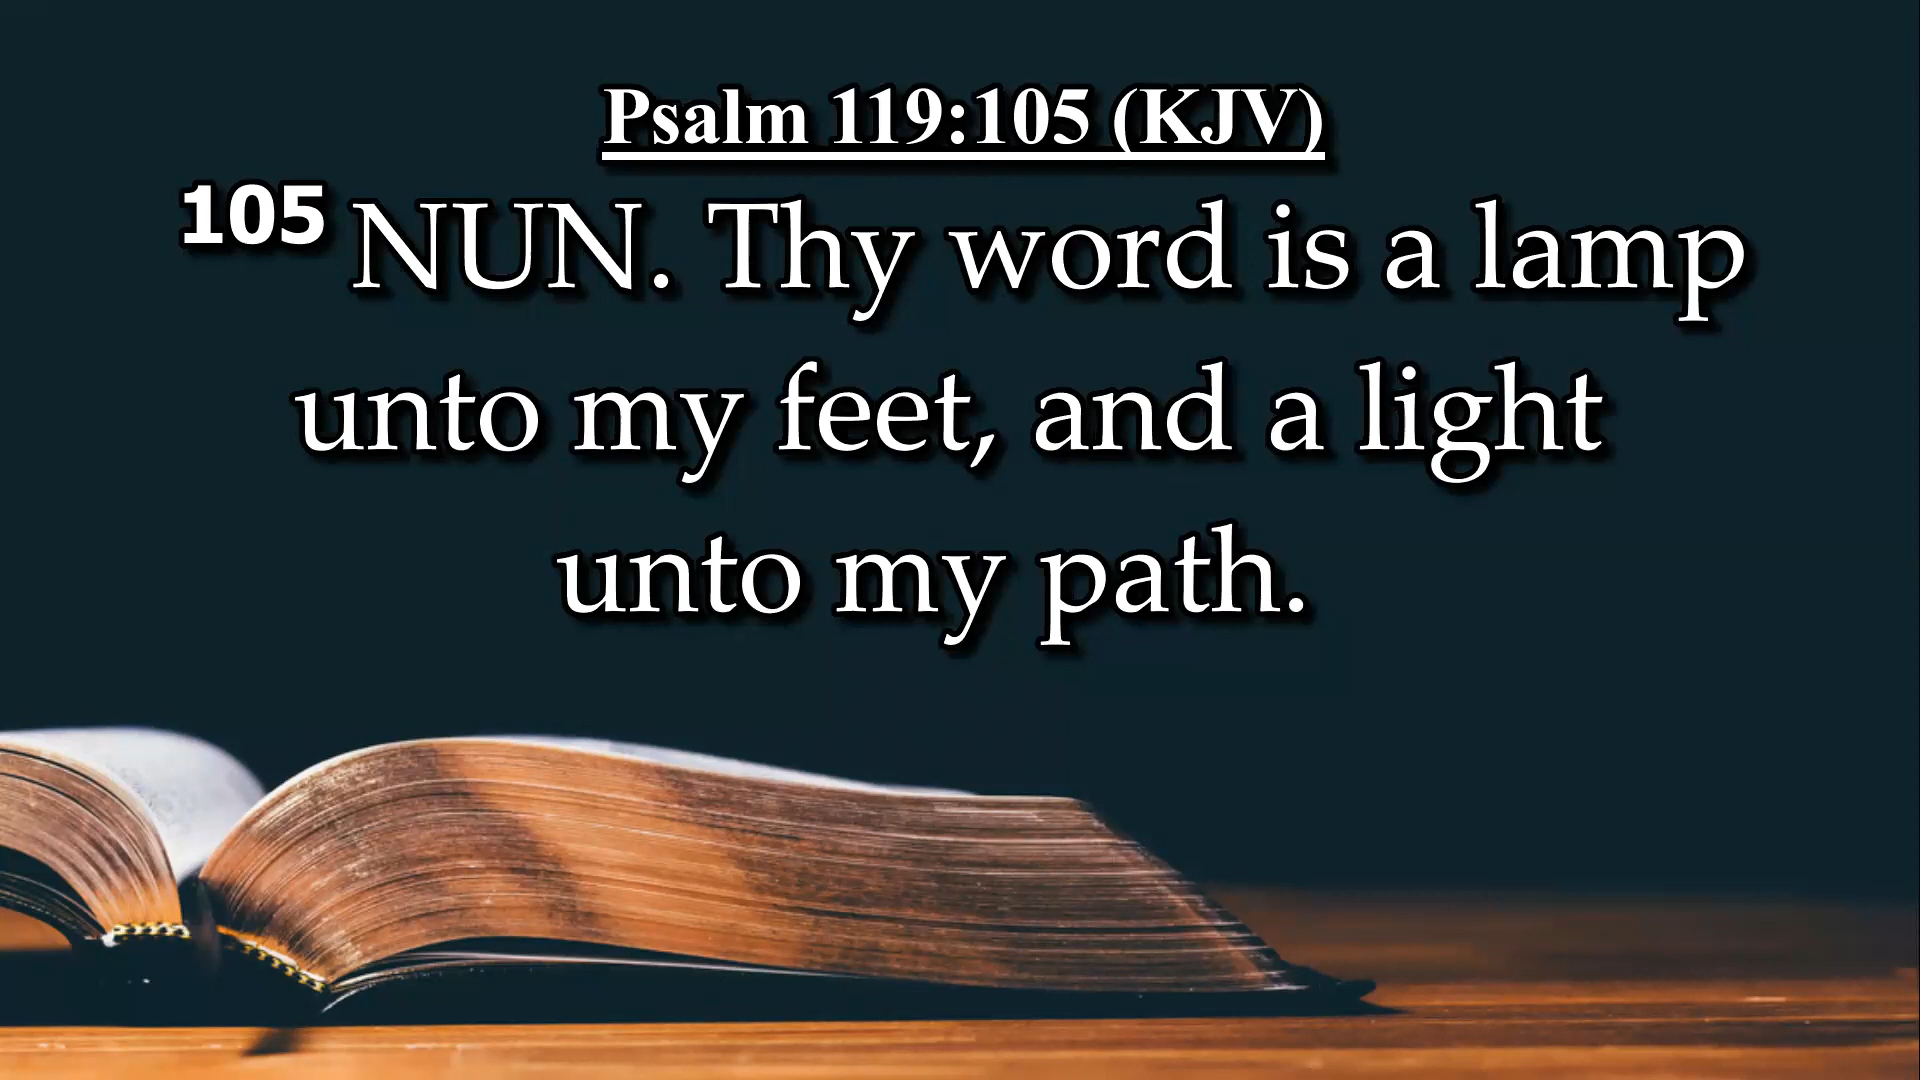 Psalm 119:105 (KJV)
105 NUN. Thy word is a lamp
unto my feet, and a light
unto my path.